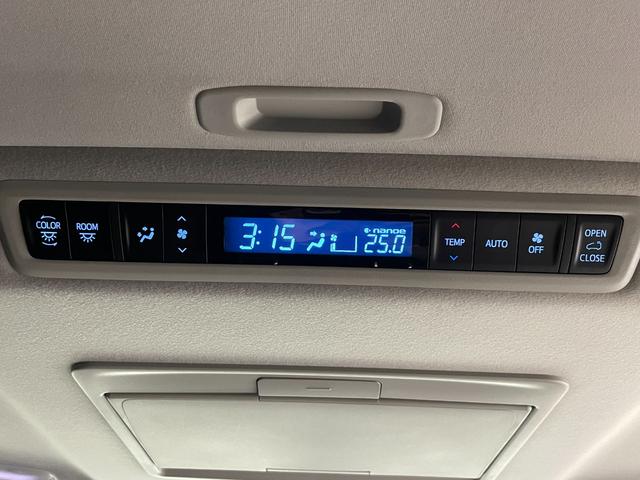 COLOR
ROOM
3:15
nanoe
25.0
TEMP
AUTO
OFF
OPEN
CLOSE